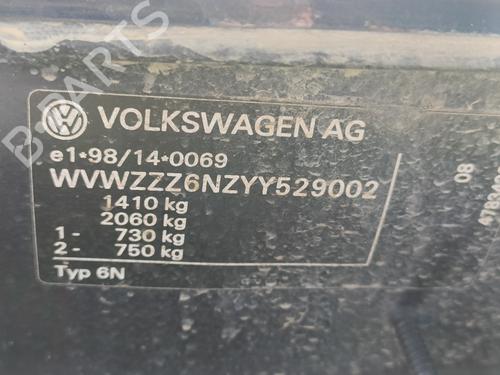 VOLKSWAGEN AG
e1*98/14*0069
WVWZZZ6NZYY529002
1410 kg
2060 kg
1- 730 kg
2- 750 kg
Typ 6N
08
B-PARTS